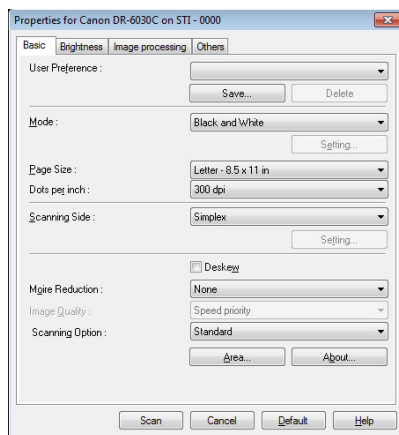 Properties for Canon DR-6030C on STI - 0000
Basic Brightness Image processing Others
User Preference :
Save... Delete
Mode : Black and White
Setting...
Page Size : Letter - 8.5 x 11 in
Dots per inch : 300 dpi
Scanning Side : Simplex
Setting...
Deskew
Moire Reduction : None
Image Quality : Speed priority
Scanning Option : Standard
Area... About...
Scan Cancel Default Help